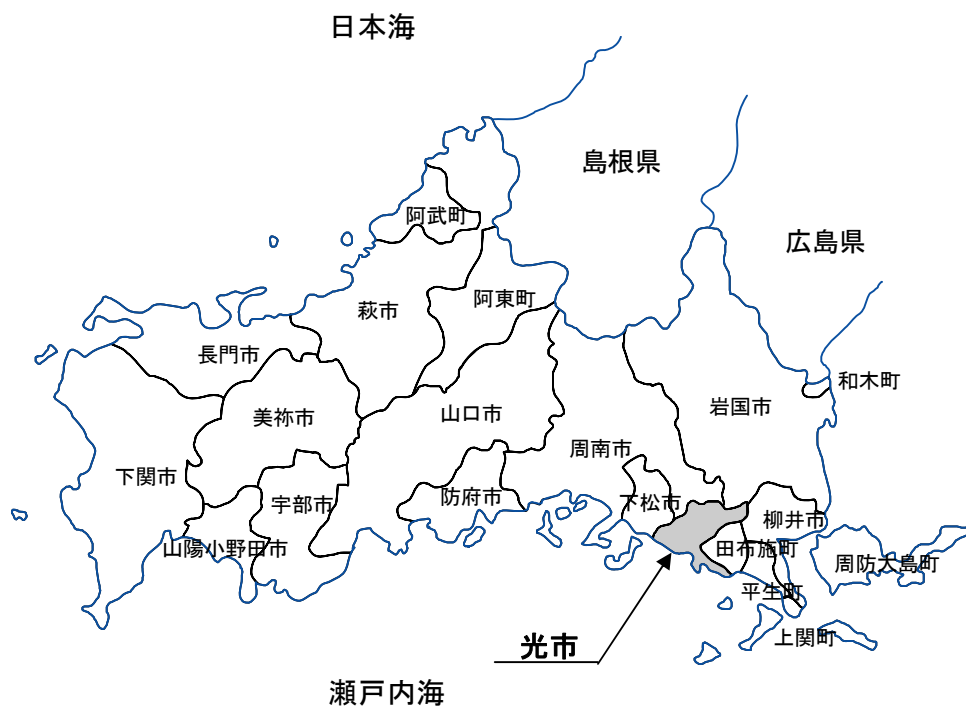 日本海
島根県
阿武町
広島県
阿東町
萩市
長門市
和木町
岩国市
山口市
美祢市
周南市
下関市
防府市
宇部市
下松市
柳井市
山陽小野田市
田布施町
周防大島町
平生町
上関町
光市
瀬戸内海